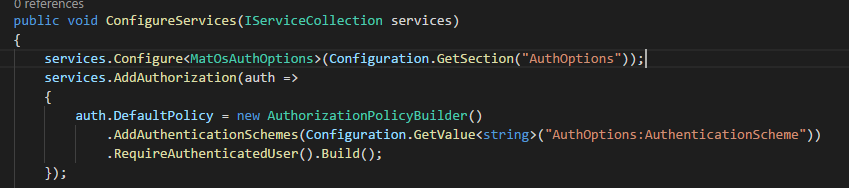 0 references
public void ConfigureServices(IServiceCollection services)
{
services.Configure<MatOsAuthOptions>(Configuration.GetSection("AuthOptions"));
services.AddAuthorization(auth =>
{
auth.DefaultPolicy = new AuthorizationPolicyBuilder()
.AddAuthenticationSchemes(Configuration.GetValue<string>("AuthOptions:AuthenticationScheme"))
.RequireAuthenticatedUser().Build();
});